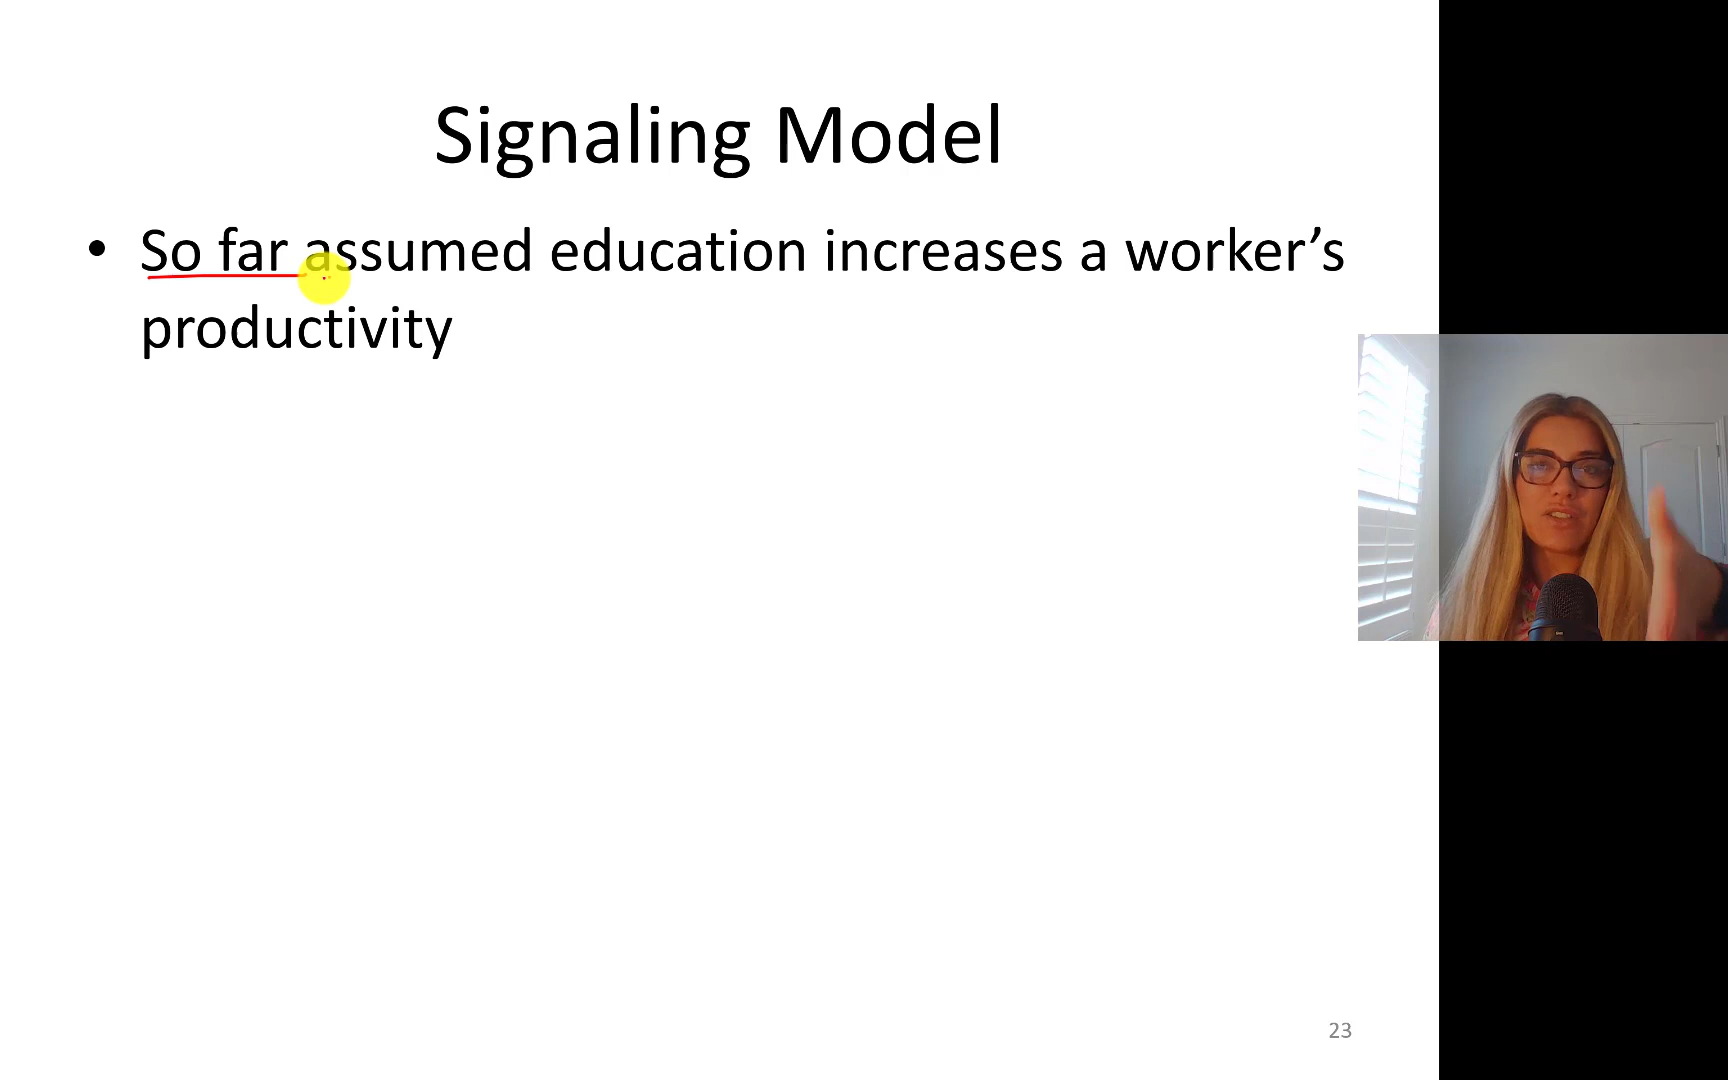 Signaling Model
• So far assumed education increases a worker’s
productivity
23